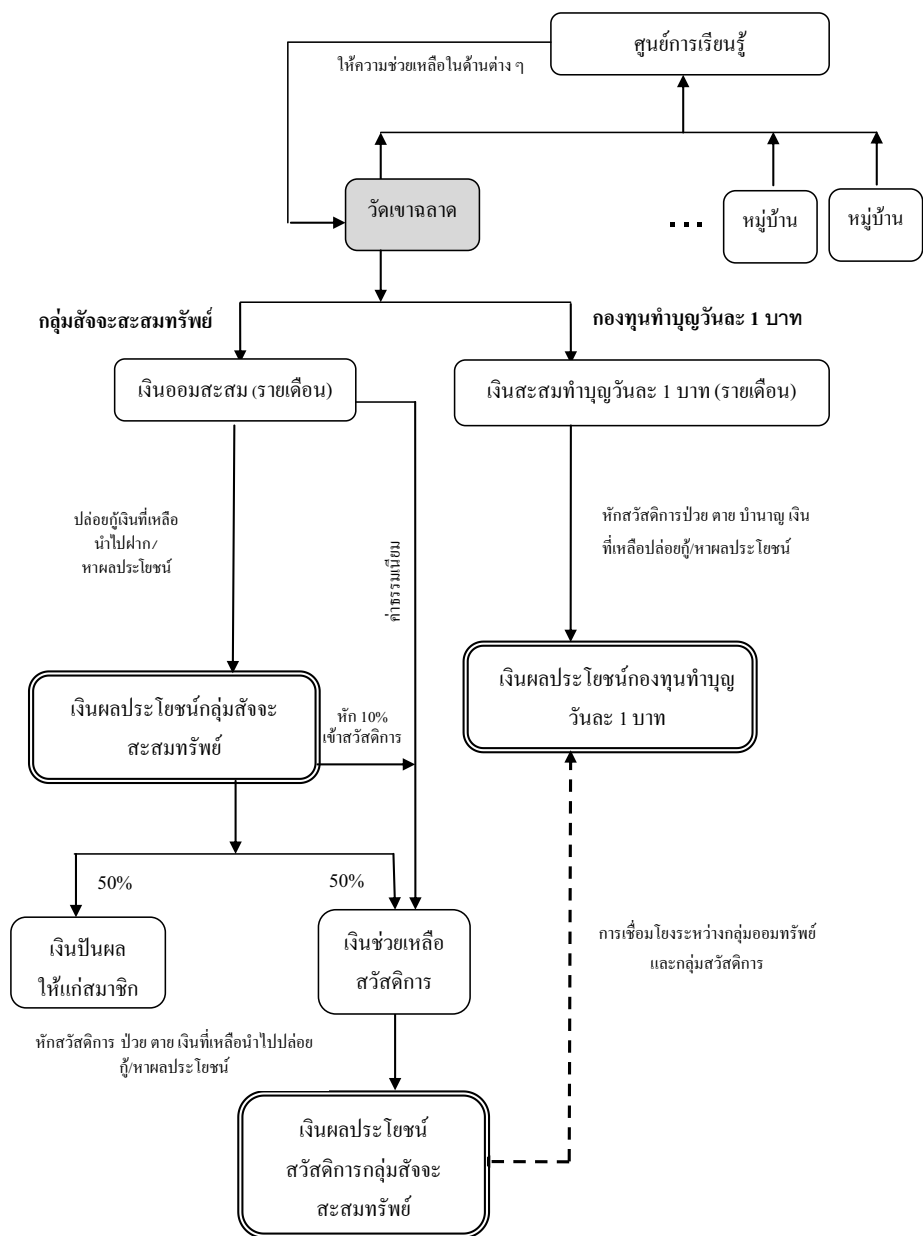 ศูนย์การเรียนรู้
ให้ความช่วยเหลือในด้านต่าง ๆ
วัดเขาฉลาด
...
หมู่บ้าน
หมู่บ้าน
กลุ่มสัจจะสะสมทรัพย์
กองทุนทำบุญวันละ 1 บาท
เงินออมสะสม (รายเดือน)
เงินสะสมทำบุญวันละ 1 บาท (รายเดือน)
ปล่อยกู้เงินที่เหลือ
นำไปฝาก/
หาผลประโยชน์
ค่าธรรมเนียม
หักสวัสดิการป่วย ตาย บำนาญ เงิน
ที่เหลือปล่อยกู้/หาผลประโยชน์
เงินผลประโยชน์กลุ่มสัจจะ
สะสมทรัพย์
หัก 10%
เข้าสวัสดิการ
เงินผลประโยชน์กองทุนทำบุญ
วันละ 1 บาท
50%
50%
เงินปันผล
ให้แก่สมาชิก
เงินช่วยเหลือ
สวัสดิการ
การเชื่อมโยงระหว่างกลุ่มออมทรัพย์
และกลุ่มสวัสดิการ
หักสวัสดิการ ป่วย ตาย เงินที่เหลือนำไปปล่อย
กู้/หาผลประโยชน์
เงินผลประโยชน์
สวัสดิการกลุ่มสัจจะ
สะสมทรัพย์